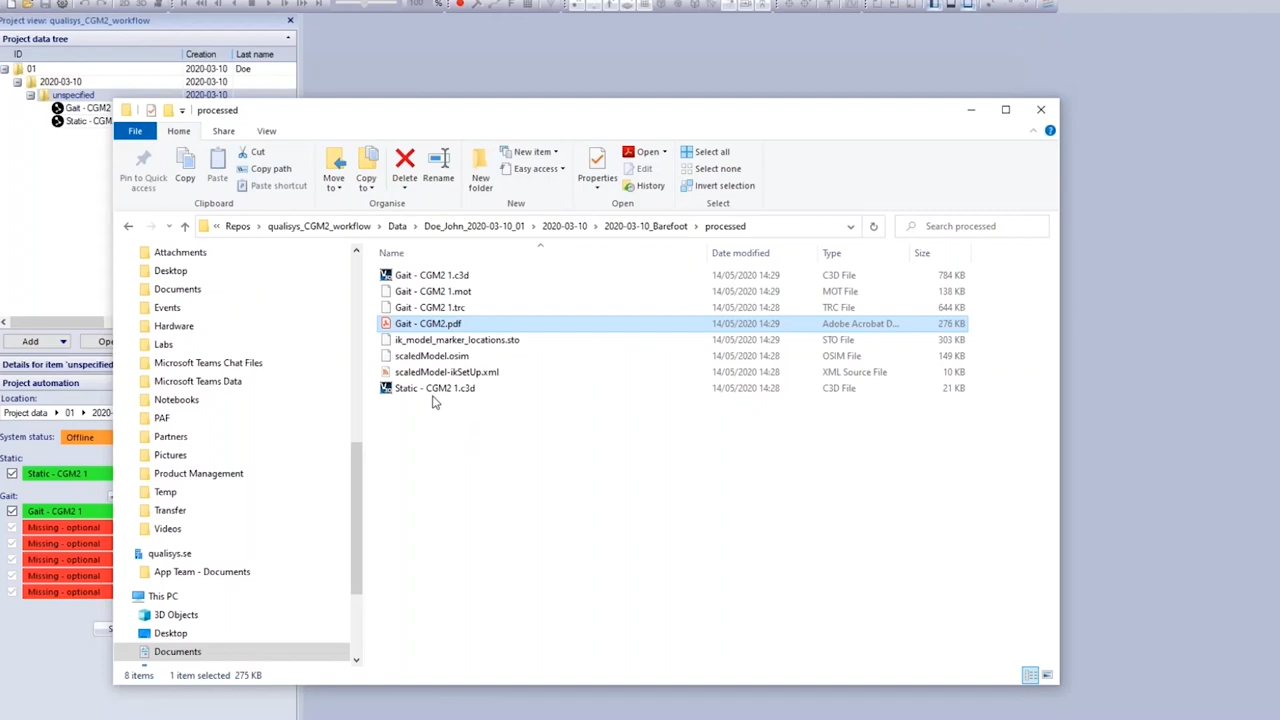 100 %
Project view: qualisys_CGM2_workflow
Project data tree
ID Creation Last name
01 2020-03-10 Doe
2020-03-10 2020-03-10
unspecified 2020-03-10
Gait - CGM2
Static - CGM
Add
Details for item 'unspecified'
Project automation
Location:
Project data 01 2020-
System status: Offline
Static:
Static - CGM2 1
Gait:
Gait - CGM2 1
Missing - optional
Missing - optional
Missing - optional
Missing - optional
Missing - optional
processed
File Home Share View
Pin to Quick access
Copy
Paste
Cut
Copy path
Paste shortcut
Clipboard
Move to
Copy to
Delete
Rename
Organise
New folder
New item
Easy access
New
Properties
Open
Edit
History
Open
Select all
Select none
Invert selection
Select
« Repos › qualisys_CGM2_workflow › Data › Doe_John_2020-03-10_01 › 2020-03-10 › 2020-03-10_Barefoot › processed
Search processed
Attachments
Desktop
Documents
Events
Hardware
Labs
Microsoft Teams Chat Files
Microsoft Teams Data
Notebooks
PAF
Partners
Pictures
Product Management
Temp
Transfer
Videos
qualisys.se
App Team - Documents
This PC
3D Objects
Desktop
Documents
Name Date modified Type Size
Gait - CGM2 1.c3d 14/05/2020 14:29 C3D File 784 KB
Gait - CGM2 1.mot 14/05/2020 14:29 MOT File 138 KB
Gait - CGM2 1.trc 14/05/2020 14:28 TRC File 644 KB
Gait - CGM2.pdf 14/05/2020 14:29 Adobe Acrobat D... 276 KB
ik_model_marker_locations.sto 14/05/2020 14:29 STO File 303 KB
scaledModel.osim 14/05/2020 14:28 OSIM File 149 KB
scaledModel-ikSetUp.xml 14/05/2020 14:28 XML Source File 10 KB
Static - CGM2 1.c3d 14/05/2020 14:28 C3D File 21 KB
8 items 1 item selected 275 KB